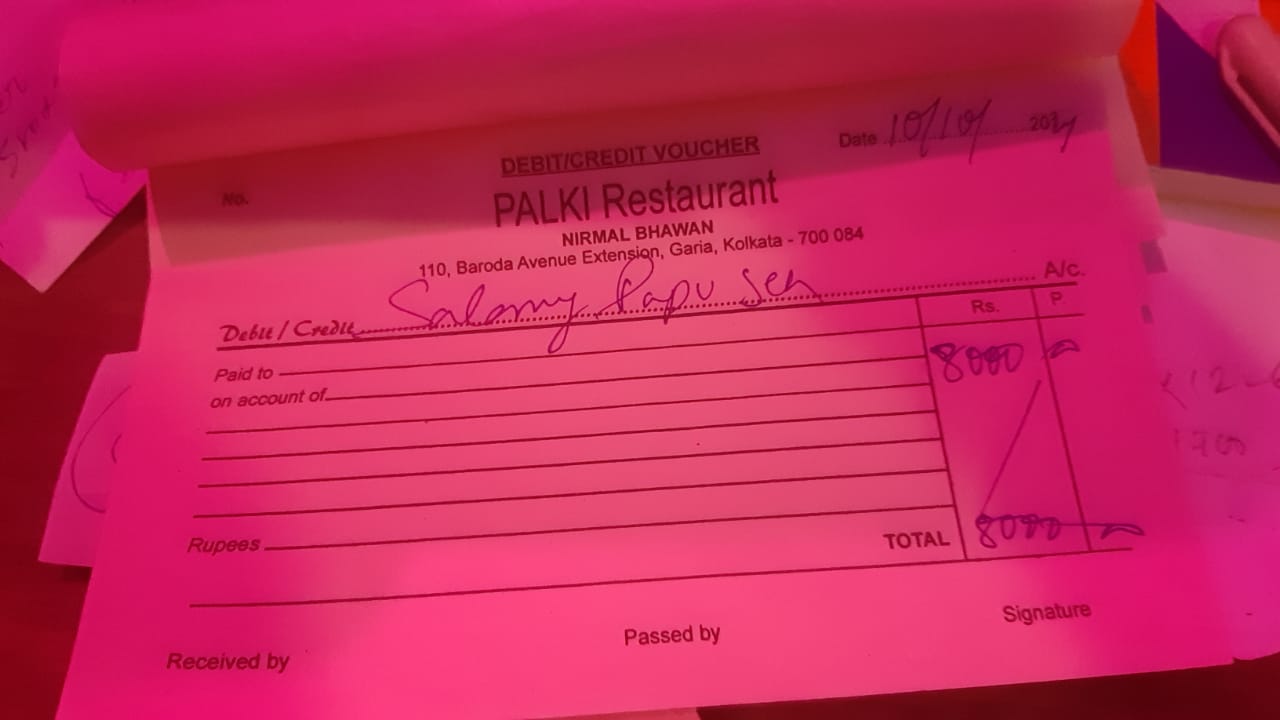 DEBIT/CREDIT VOUCHER
No.
Date 10/10/ 2024
PALKI Restaurant
NIRMAL BHAWAN
110, Baroda Avenue Extension, Garia, Kolkata - 700 084
Debit / Credit Salamy Papu Sen A/c.
Rs. P.
Paid to 8000
on account of
Rupees
TOTAL 8000
Received by
Passed by
Signature